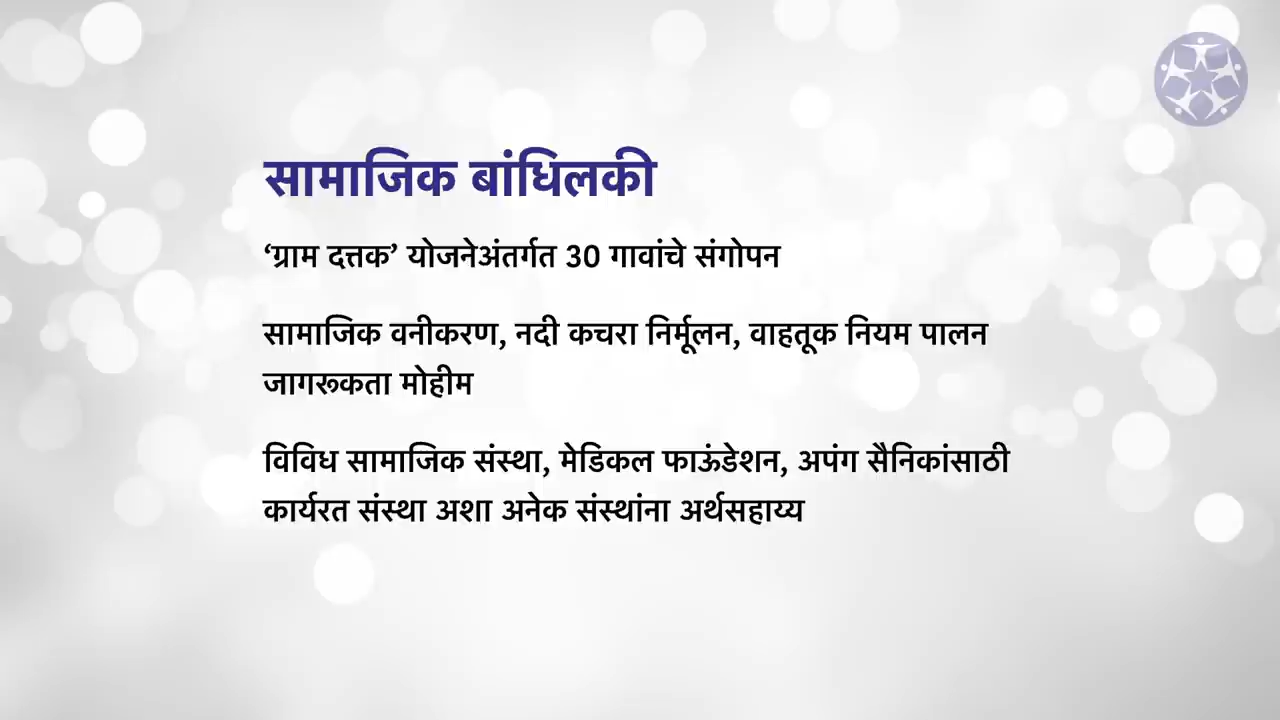 सामाजिक बांधिलकी
‘ग्राम दत्तक’ योजनेअंतर्गत 30 गावांचे संगोपन
सामाजिक वनीकरण, नदी कचरा निर्मूलन, वाहतूक नियम पालन
जागरूकता मोहीम
विविध सामाजिक संस्था, मेडिकल फाऊंडेशन, अपंग सैनिकांसाठी
कार्यरत संस्था अशा अनेक संस्थांना अर्थसहाय्य